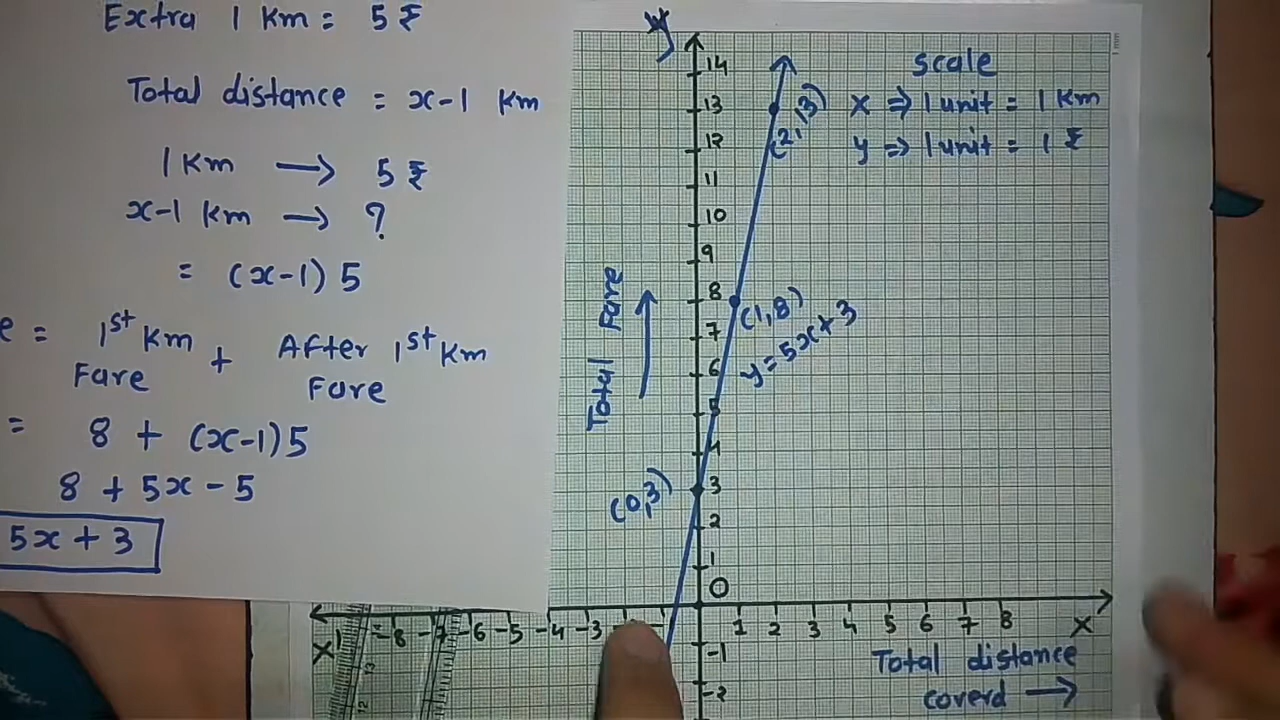 Extra 1 Km = 5 ₹
Total distance = x-1 Km
1 Km → 5 ₹
x-1 Km → ?
= (x-1) 5
e = 1st Km Fare + After 1st Km Fare
= 8 + (x-1)5
8 + 5x - 5
5x + 3
y
scale
x ⇒ 1 unit = 1 Km
y ⇒ 1 unit = 1 ₹
14
13
12
11
10
9
8
7
6
5
4
3
2
1
0
-1
-2
(2, 13)
(1, 8)
y = 5x + 3
(0, 3)
Total Fare
X' -8 -7 -6 -5 -4 -3 1 2 3 4 5 6 7 8 X
Total distance
coverd →